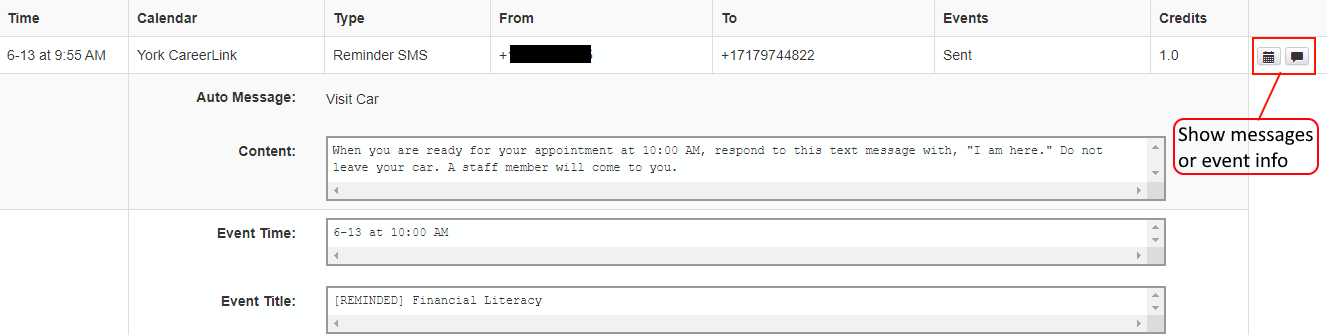 Time Calendar Type From To Events Credits
6-13 at 9:55 AM York CareerLink Reminder SMS + +17179744822 Sent 1.0
Auto Message: Visit Car
Show messages
or event info
Content: When you are ready for your appointment at 10:00 AM, respond to this text message with, "I am here." Do not
leave your car. A staff member will come to you.
Event Time: 6-13 at 10:00 AM
Event Title: [REMINDED] Financial Literacy